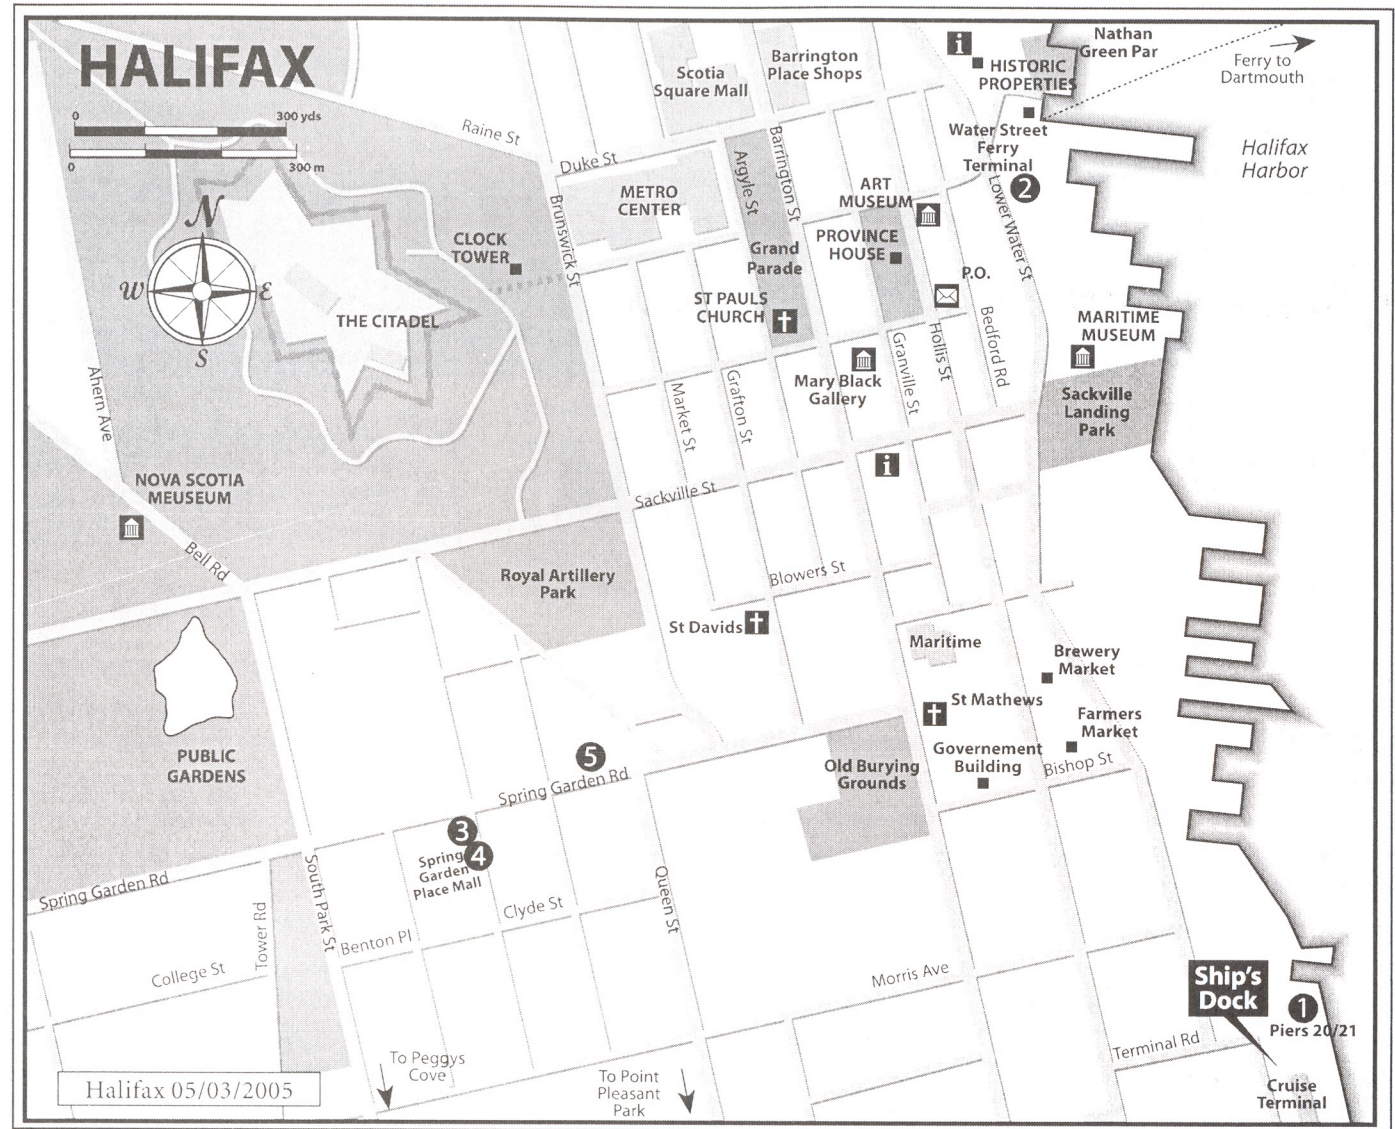 HALIFAX
0 300 yds
0 300 m
N
W E
S
Raine St
Duke St
Scotia
Square Mall
Barrington
Place Shops
i
HISTORIC
PROPERTIES
Nathan
Green Par
Ferry to
Dartmouth
Water Street
Ferry
Terminal
2
Halifax
Harbor
Lower Water St
METRO
CENTER
Argyle St
Barrington St
Brunswick St
ART
MUSEUM
PROVINCE
HOUSE
Grand
Parade
CLOCK
TOWER
P.O.
ST PAULS
CHURCH
THE CITADEL
MARITIME
MUSEUM
Bedford Rd
Hollis St
Granville St
Mary Black
Gallery
Market St
Grafton St
Sackville
Landing
Park
Ahern Ave
NOVA SCOTIA
MEUSEUM
i
Sackville St
Bell Rd
Royal Artillery
Park
Blowers St
St Davids
Maritime
Brewery
Market
St Mathews
Farmers
Market
Governement
Building
Bishop St
PUBLIC
GARDENS
5
Spring Garden Rd
Old Burying
Grounds
3
4
Spring
Garden
Place Mall
Spring Garden Rd
South Park St
Queen St
Tower Rd
Clyde St
Benton Pl
College St
Morris Ave
Ship's
Dock
1
Piers 20/21
Terminal Rd
To Peggys
Cove
To Point
Pleasant
Park
Cruise
Terminal
Halifax 05/03/2005